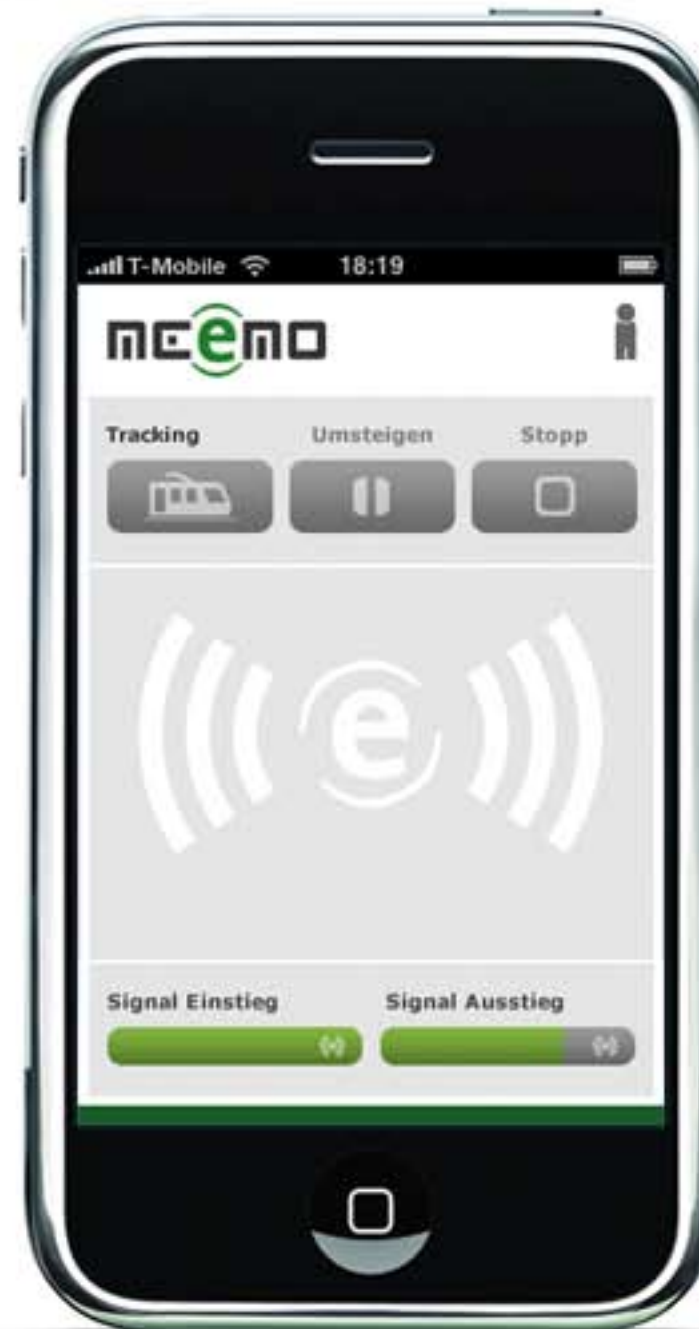 T-Mobile 18:19
mcemo
Tracking Umsteigen Stopp
e
Signal Einstieg Signal Ausstieg